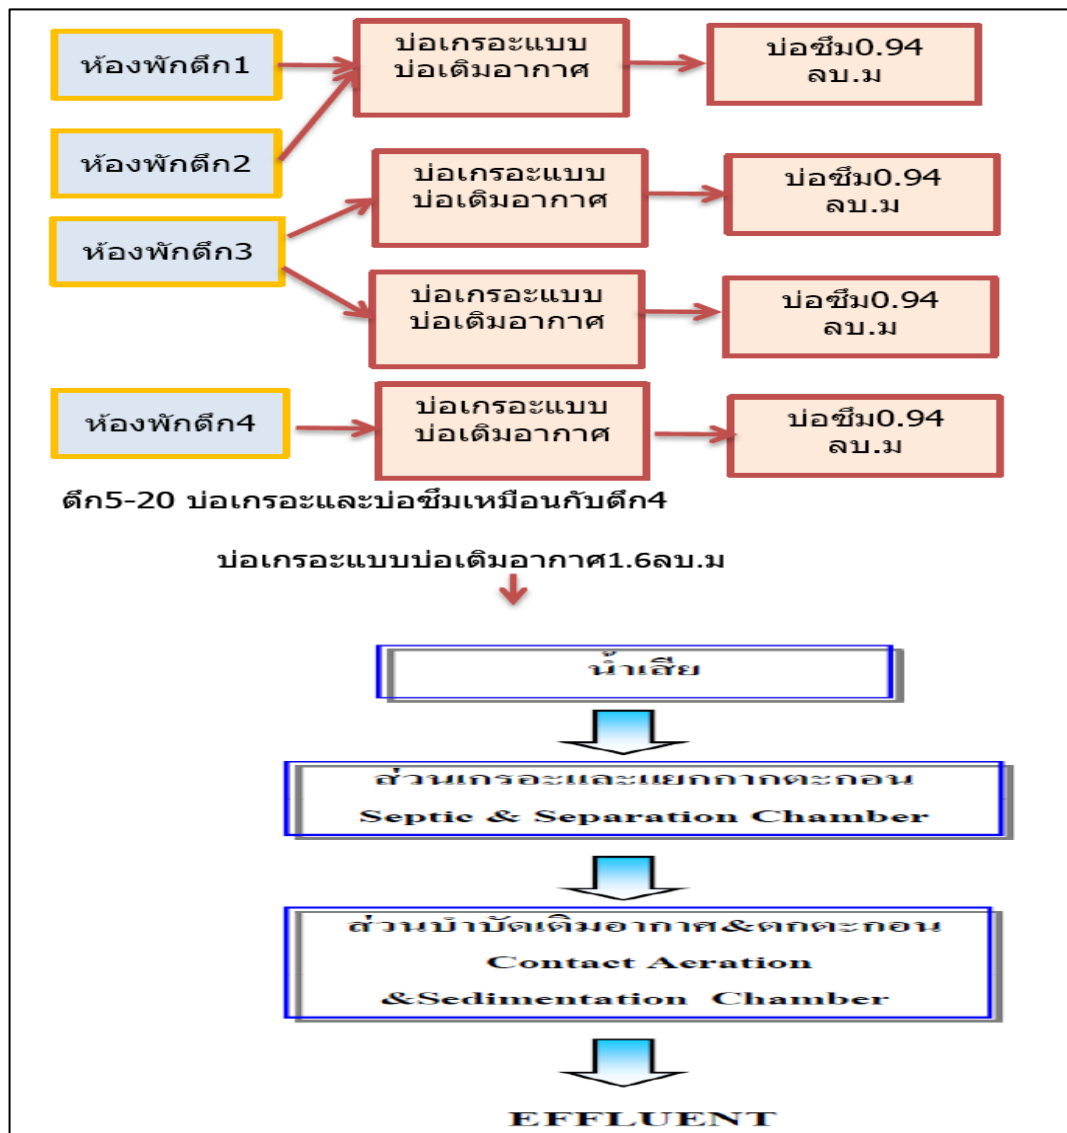 ห้องพักตึก1
บ่อเกรอะแบบ
บ่อเติมอากาศ
บ่อซึม0.94
ลบ.ม
ห้องพักตึก2
บ่อเกรอะแบบ
บ่อเติมอากาศ
บ่อซึม0.94
ลบ.ม
ห้องพักตึก3
บ่อเกรอะแบบ
บ่อเติมอากาศ
บ่อซึม0.94
ลบ.ม
ห้องพักตึก4
บ่อเกรอะแบบ
บ่อเติมอากาศ
บ่อซึม0.94
ลบ.ม
ตึก5-20 บ่อเกรอะและบ่อซึมเหมือนกับตึก4
บ่อเกรอะแบบบ่อเติมอากาศ1.6ลบ.ม
น้ำเสีย
ส่วนเกรอะและแยกกากตะกอน
Septic & Separation Chamber
ส่วนบำบัดเติมอากาศ&ตกตะกอน
Contact Aeration
&Sedimentation Chamber
EFFLUENT